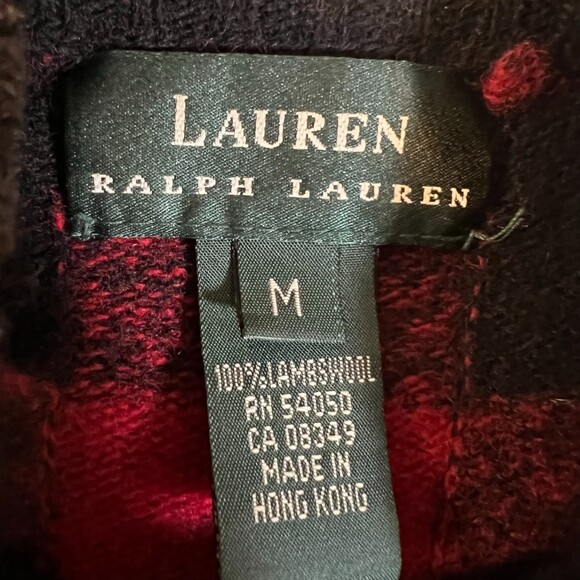 LAUREN
RALPH LAUREN
M
100%LAMBSWOOL
RN 54050
CA 08349
MADE IN
HONG KONG